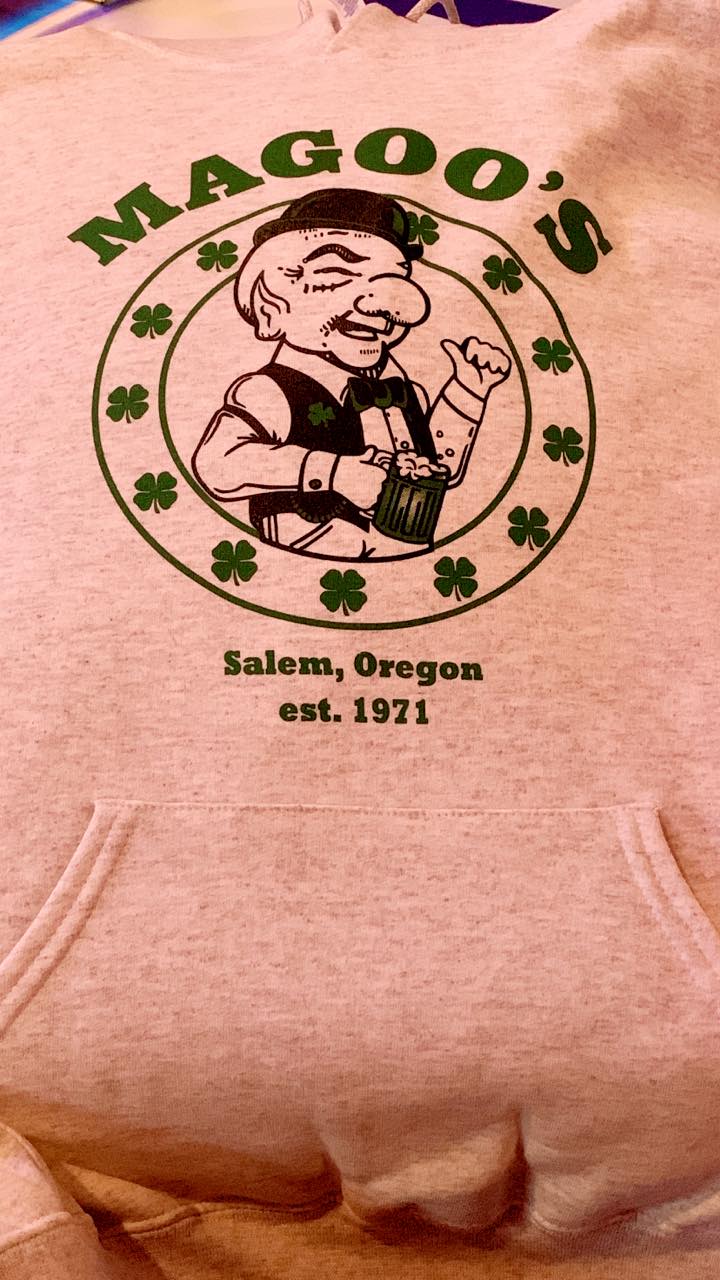 MAGOO'S
Salem, Oregon
est. 1971